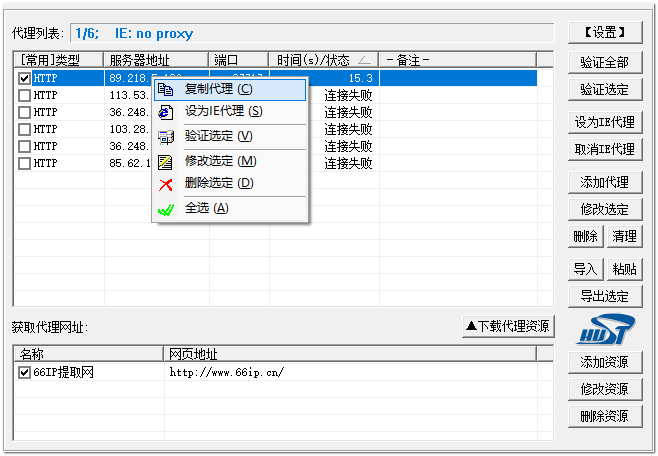 代理列表: 1/6; IE: no proxy
【设置】
[常用]类型 服务器地址 端口 时间(s)/状态 -备注-
HTTP 89.218. 15.3
HTTP 113.53. 连接失败
HTTP 36.248. 连接失败
HTTP 103.28. 连接失败
HTTP 36.248. 连接失败
HTTP 85.62.1 连接失败
复制代理 (C)
设为IE代理 (S)
验证选定 (V)
修改选定 (M)
删除选定 (D)
全选 (A)
验证全部
验证选定
设为IE代理
取消IE代理
添加代理
修改选定
删除 清理
导入 粘贴
导出选定
HUST
获取代理网址: ▲下载代理资源
名称 网页地址
66IP提取网 http://www.66ip.cn/
添加资源
修改资源
删除资源